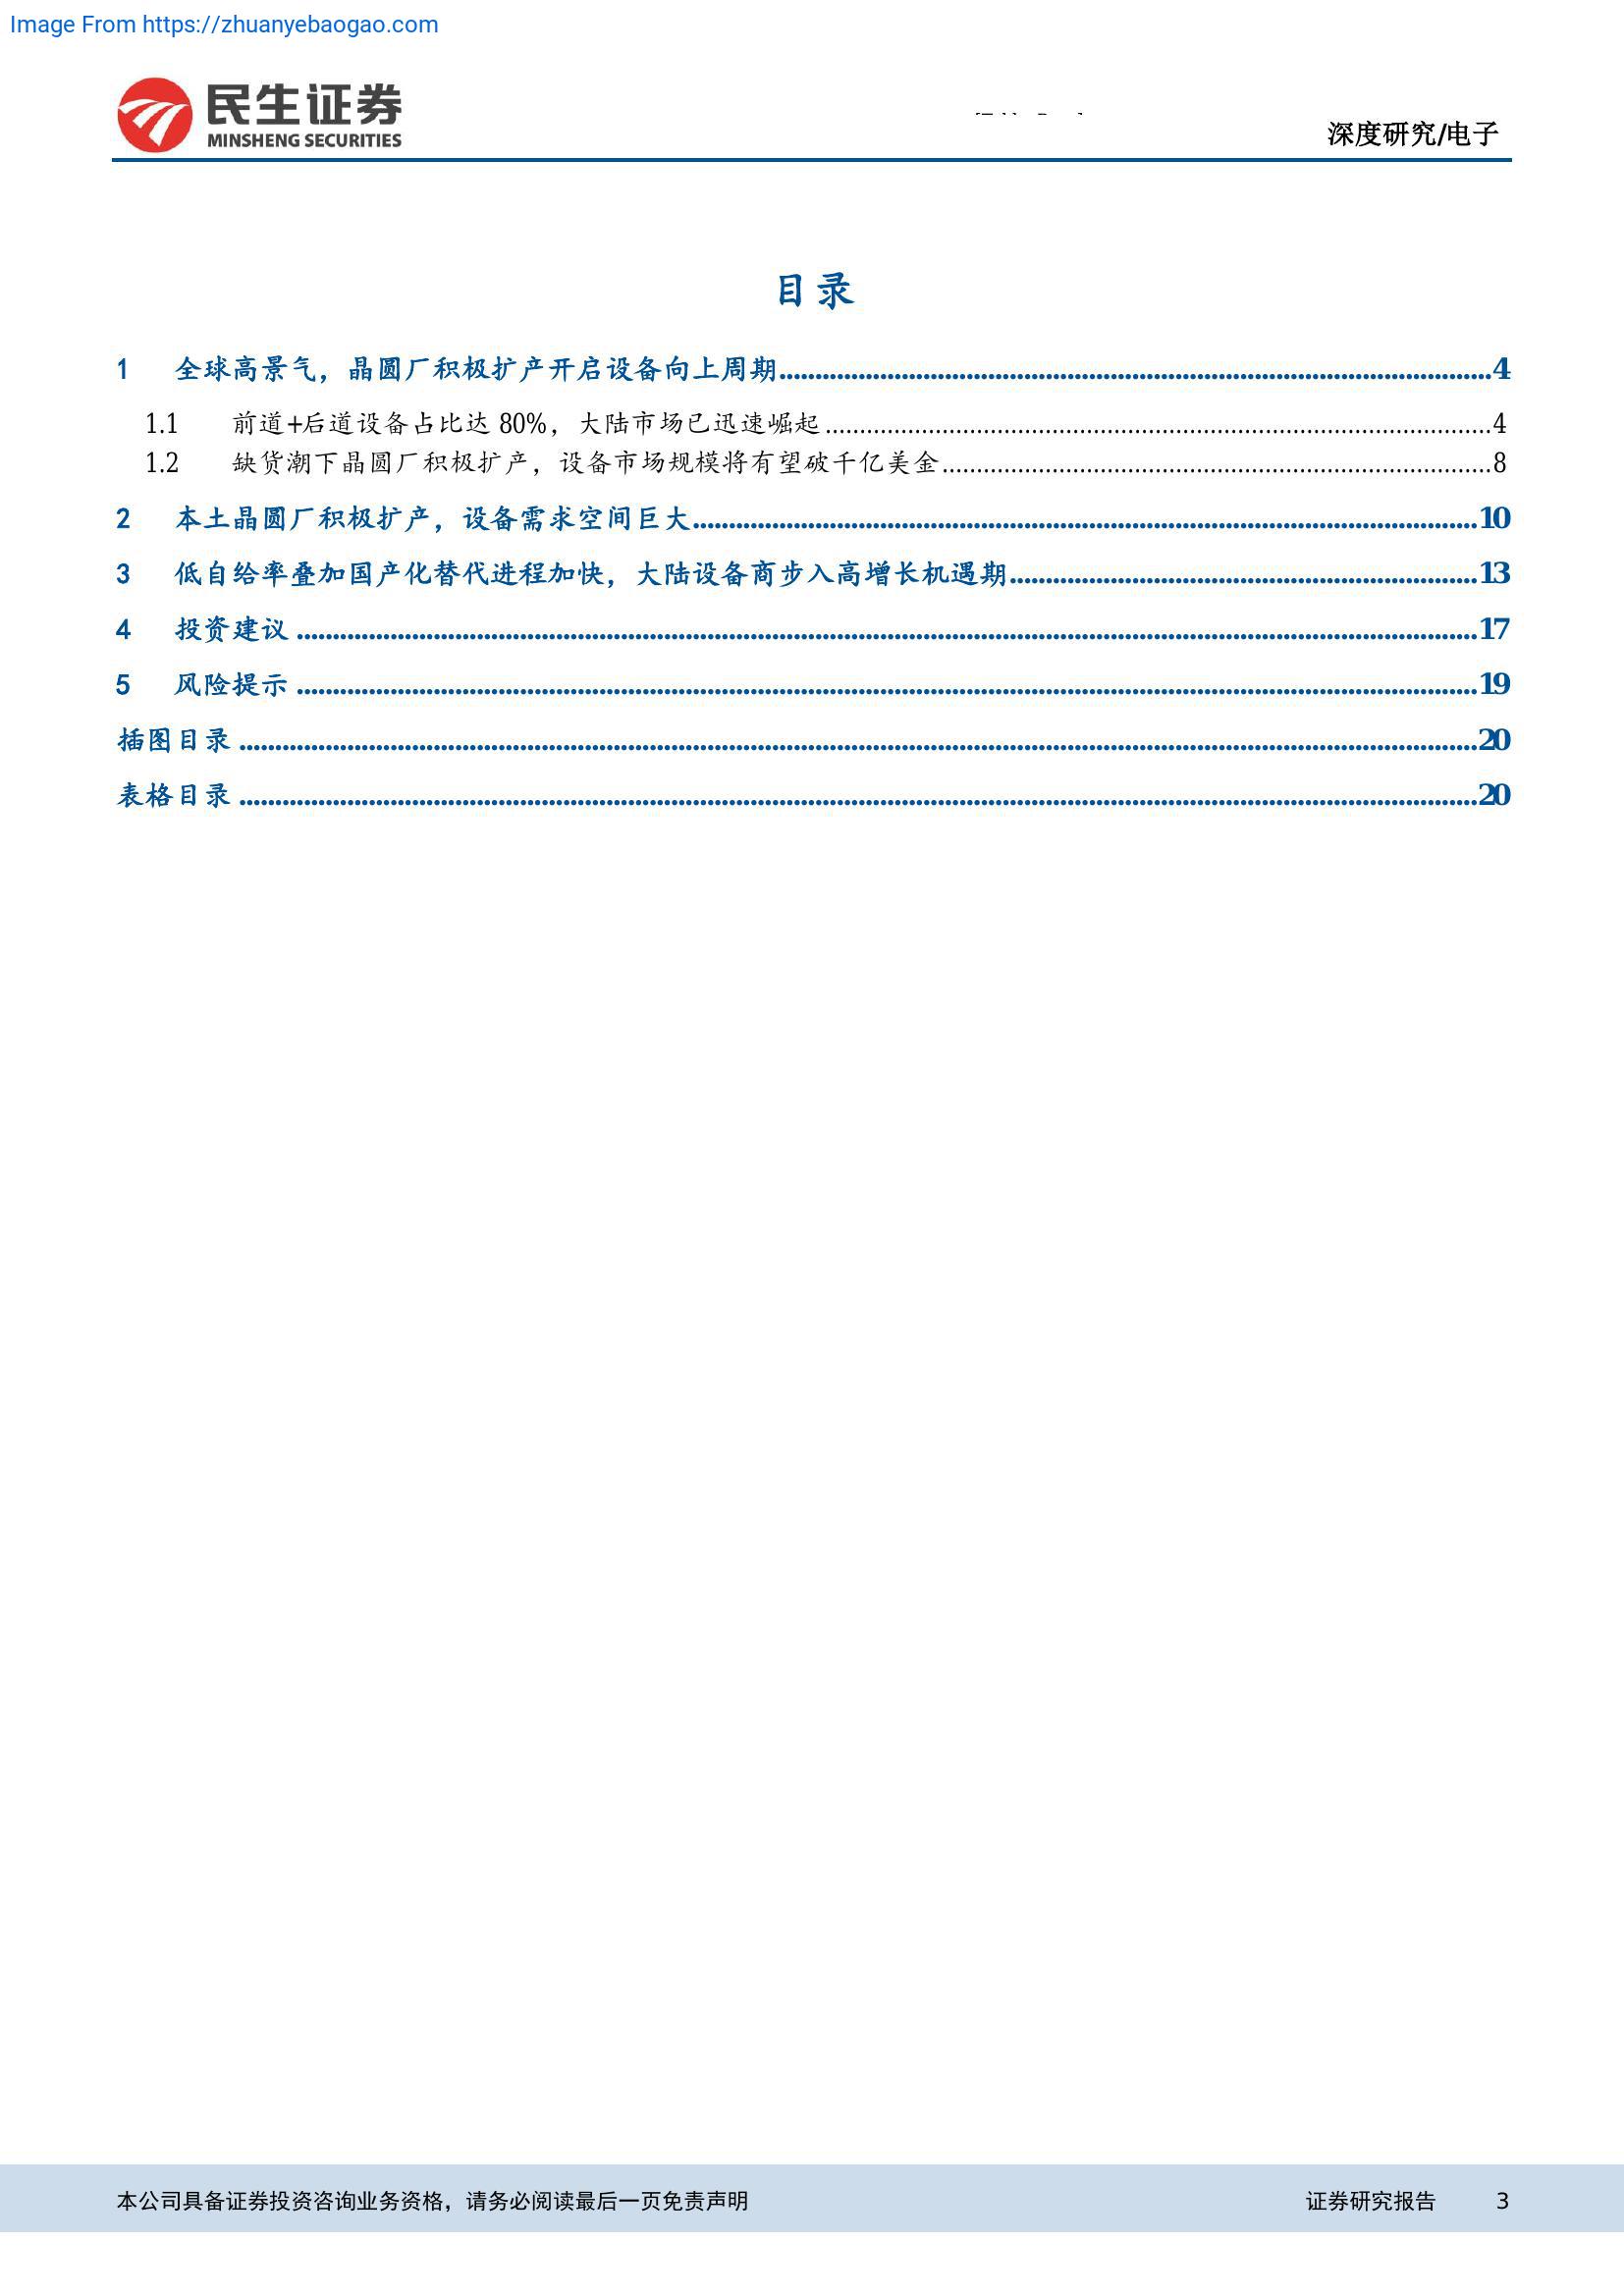 Image From https://zhuanyebaogao.com
民生证券
MINSHENG SECURITIES
深度研究/电子
目录
1 全球高景气，晶圆厂积极扩产开启设备向上周期 4
1.1 前道+后道设备占比达 80%，大陆市场已迅速崛起 4
1.2 缺货潮下晶圆厂积极扩产，设备市场规模将有望破千亿美金 8
2 本土晶圆厂积极扩产，设备需求空间巨大 10
3 低自给率叠加国产化替代进程加快，大陆设备商步入高增长机遇期 13
4 投资建议 17
5 风险提示 19
插图目录 20
表格目录 20
本公司具备证券投资咨询业务资格，请务必阅读最后一页免责声明 证券研究报告 3